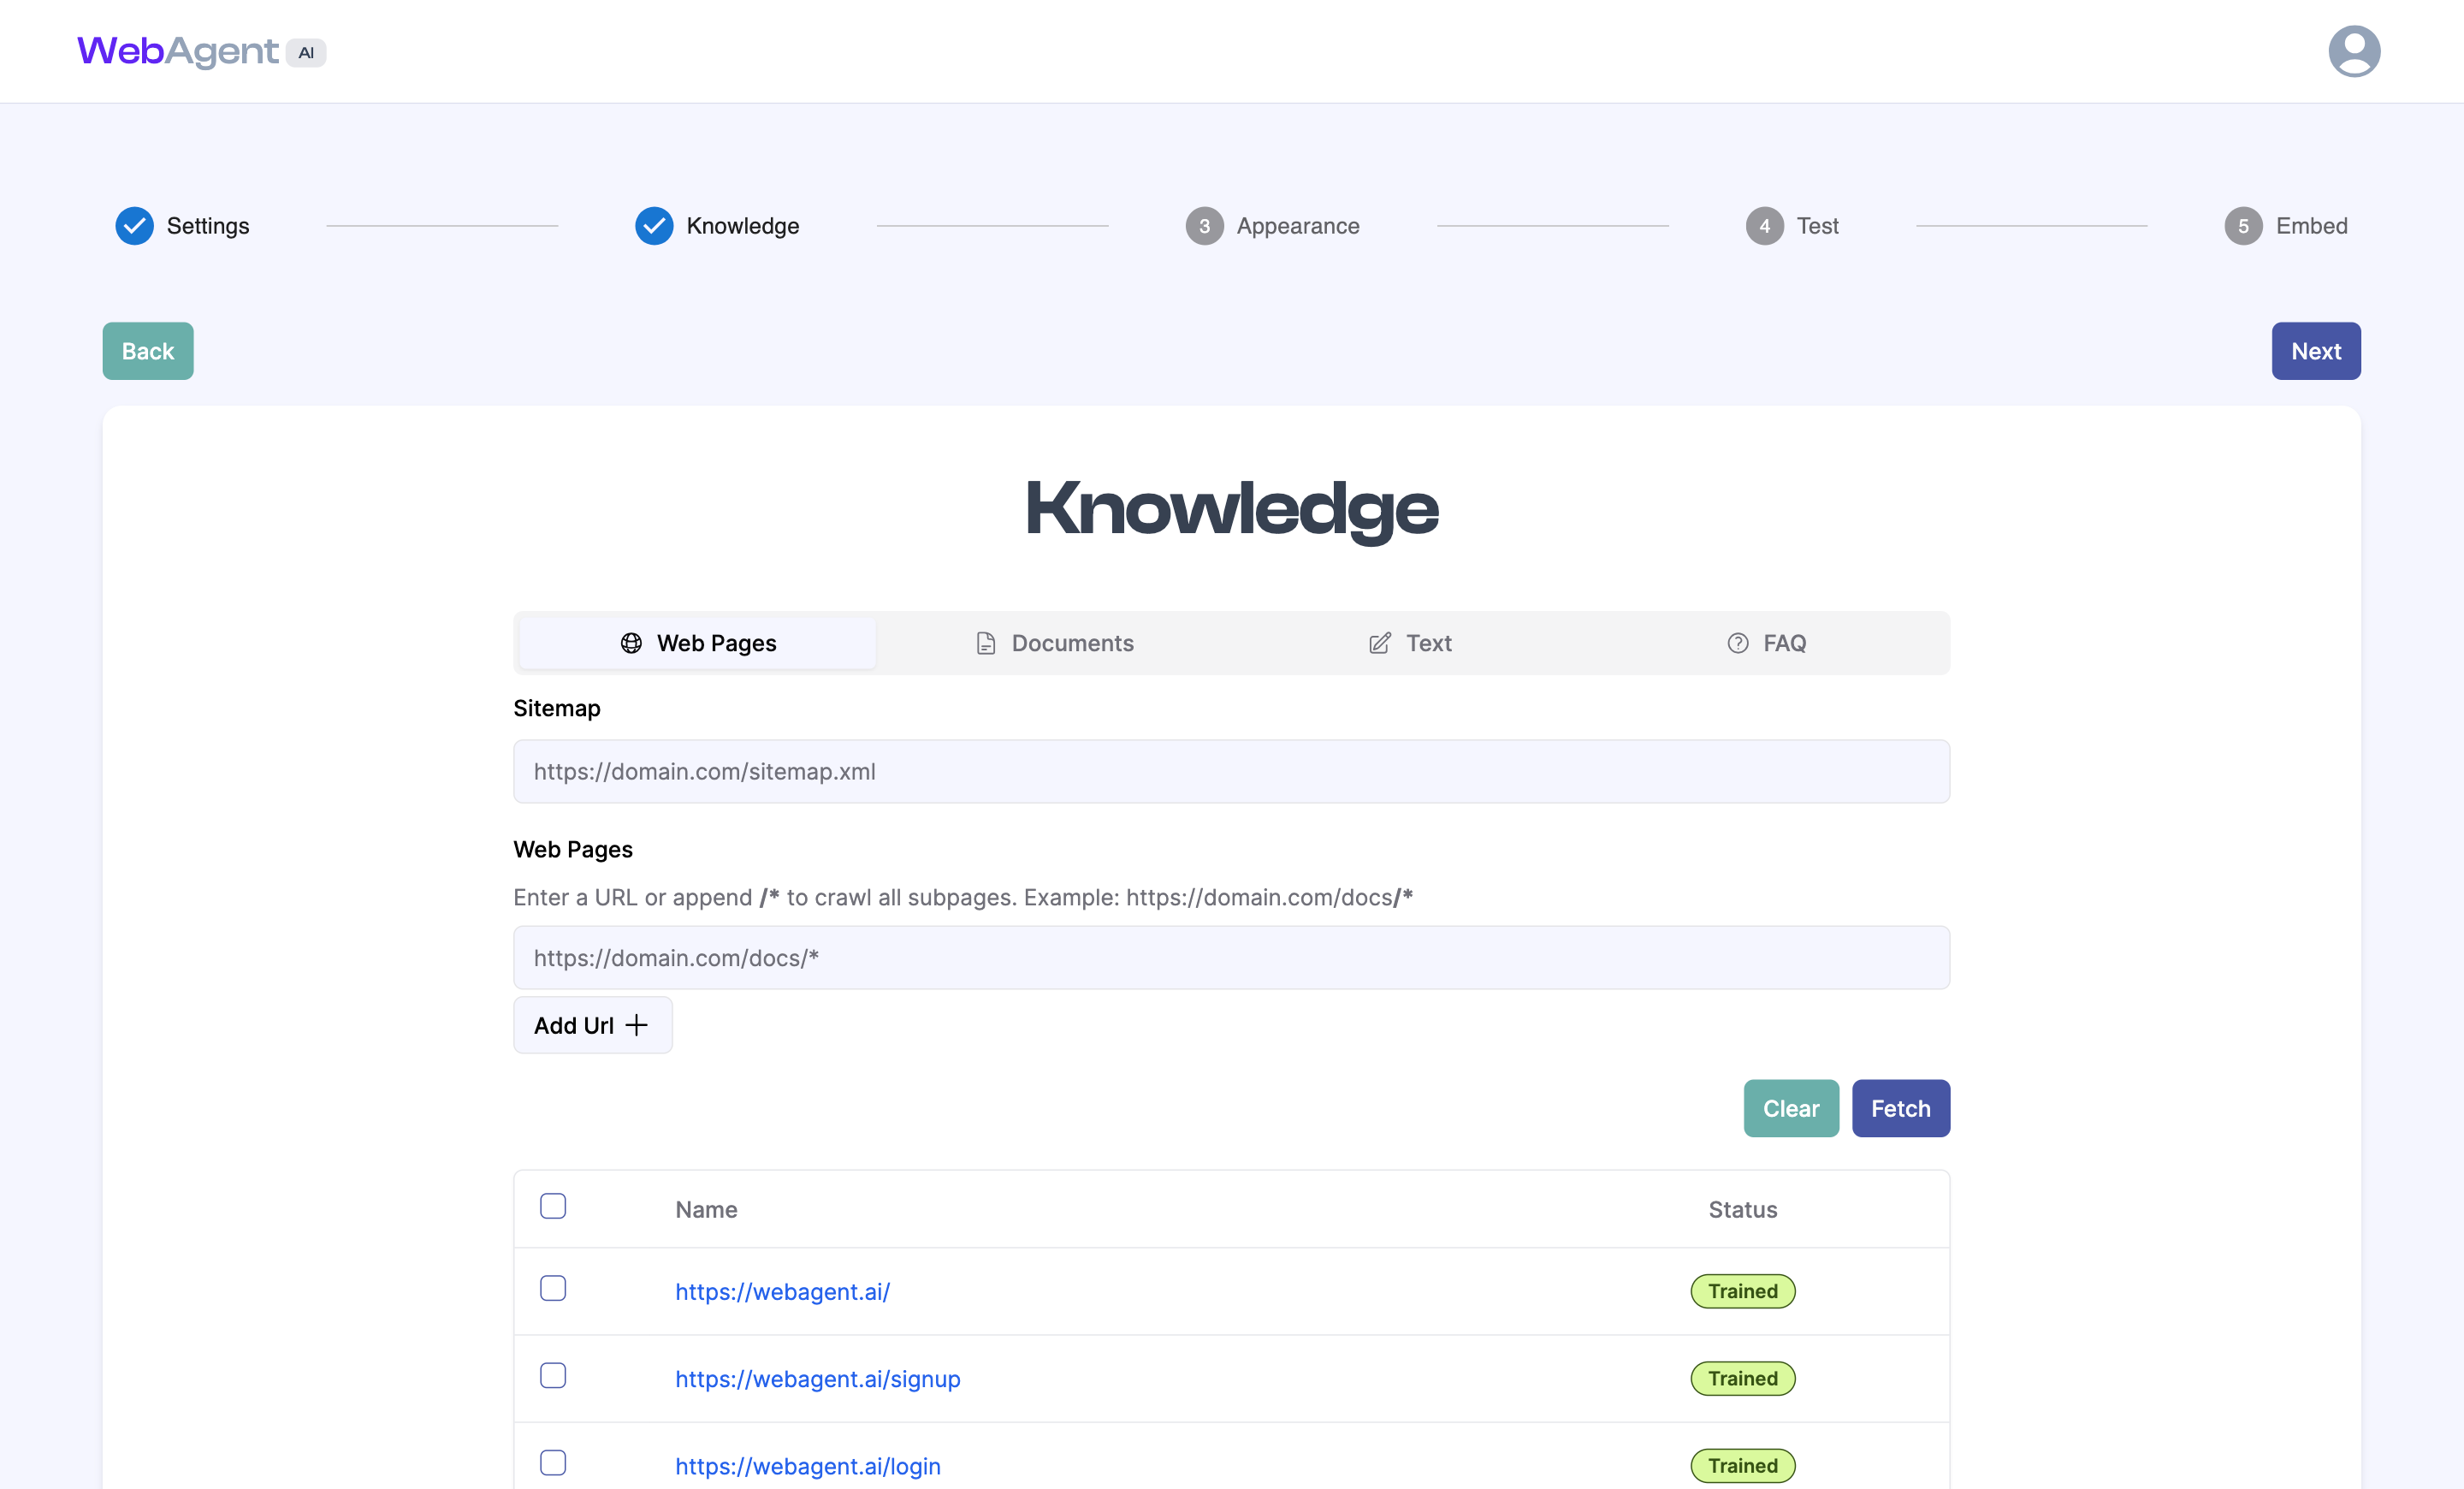 WebAgent AI
Settings
Knowledge
3 Appearance
4 Test
5 Embed
Back
Next
Knowledge
Web Pages
Documents
Text
FAQ
Sitemap
https://domain.com/sitemap.xml
Web Pages
Enter a URL or append /* to crawl all subpages. Example: https://domain.com/docs/*
https://domain.com/docs/*
Add Url +
Clear
Fetch
Name Status
https://webagent.ai/ Trained
https://webagent.ai/signup Trained
https://webagent.ai/login Trained